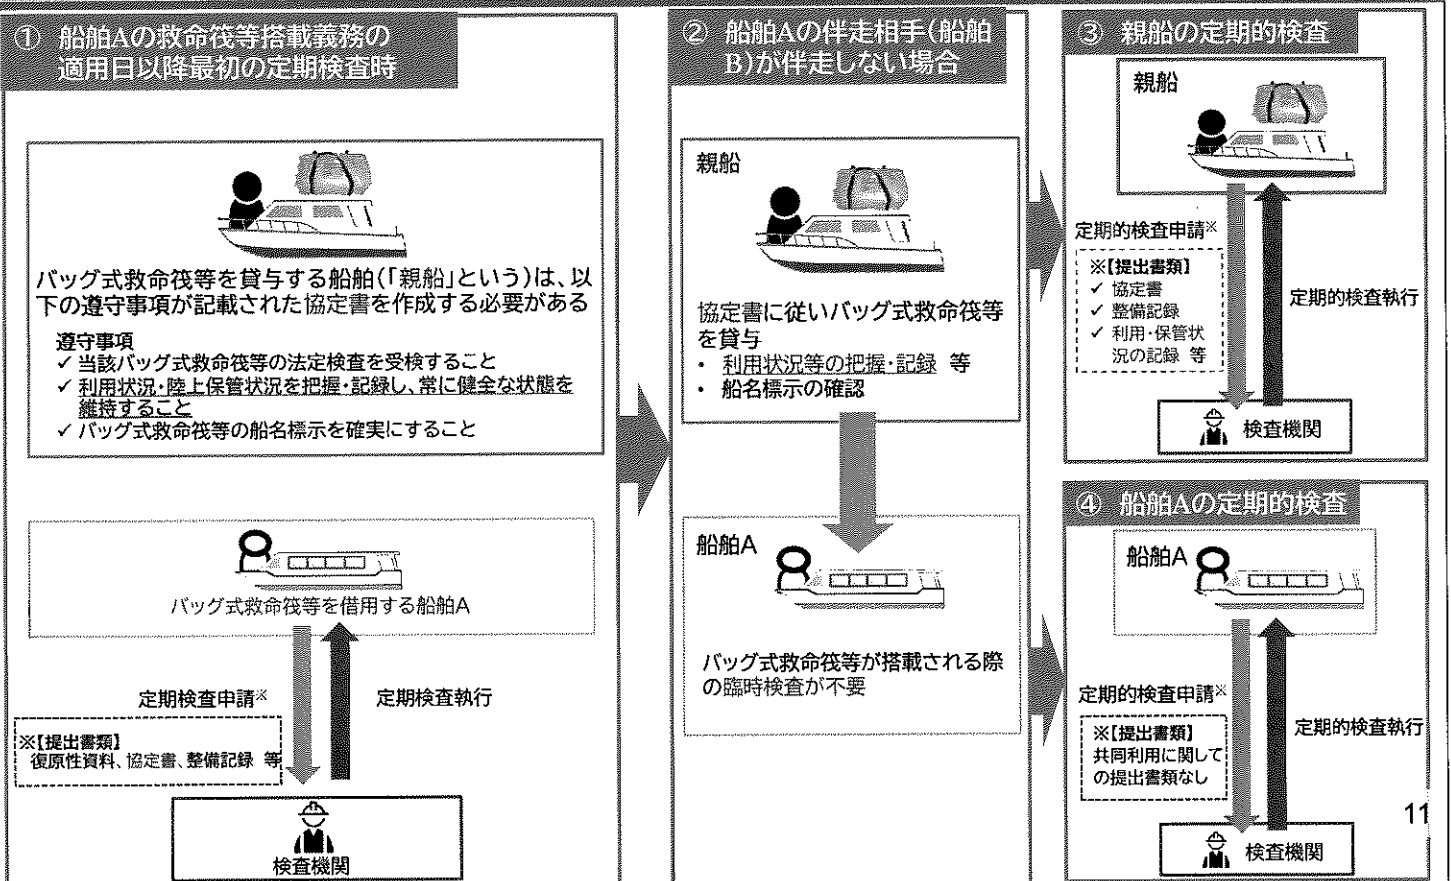 ① 船舶Aの救命筏等搭載義務の
適用日以降最初の定期検査時
バッグ式救命筏等を貸与する船舶(「親船」という)は、以
下の遵守事項が記載された協定書を作成する必要がある
遵守事項
✓ 当該バッグ式救命筏等の法定検査を受検すること
✓ 利用状況・陸上保管状況を把握・記録し、常に健全な状態を
維持すること
✓ バッグ式救命筏等の船名標示を確実にすること
バッグ式救命筏等を借用する船舶A
定期検査申請※
定期検査執行
※【提出書類】
復原性資料、協定書、整備記録 等
検査機関
② 船舶Aの伴走相手(船舶
B)が伴走しない場合
親船
協定書に従いバッグ式救命筏等
を貸与
・ 利用状況等の把握・記録 等
・ 船名標示の確認
船舶A
バッグ式救命筏等が搭載される際
の臨時検査が不要
③ 親船の定期的検査
親船
定期的検査申請※
※【提出書類】
✓ 協定書
✓ 整備記録
✓ 利用・保管状
況の記録 等
定期的検査執行
検査機関
④ 船舶Aの定期的検査
船舶A
定期的検査申請※
※【提出書類】
共同利用に関して
の提出書類なし
定期的検査執行
検査機関
11